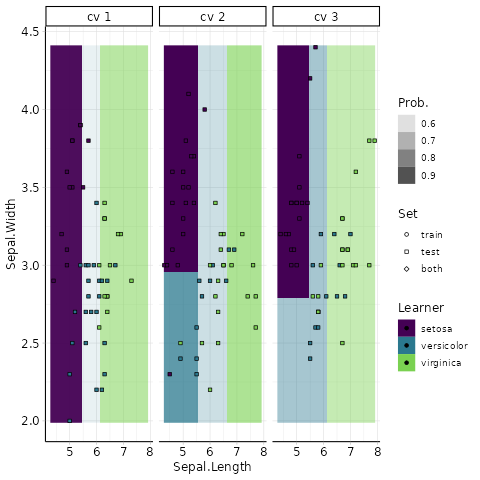 cv 1
cv 2
cv 3
4.5
4.0
3.5
3.0
2.5
2.0
Sepal.Width
5 6 7 8
5 6 7 8
5 6 7 8
Sepal.Length
Prob.
0.6
0.7
0.8
0.9
Set
train
test
both
Learner
setosa
versicolor
virginica